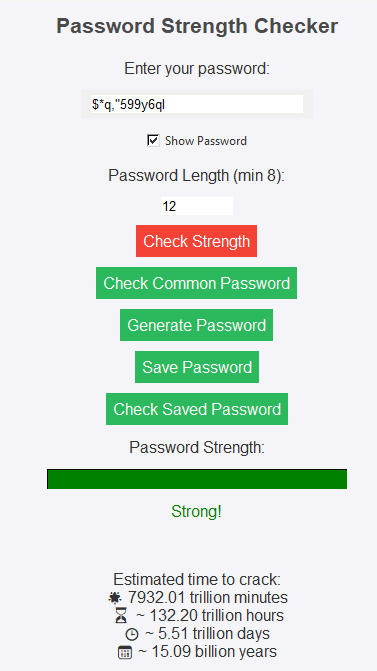 Password Strength Checker
Enter your password:
$*q,"599y6ql
Show Password
Password Length (min 8):
12
Check Strength
Check Common Password
Generate Password
Save Password
Check Saved Password
Password Strength:
Strong!
Estimated time to crack:
7932.01 trillion minutes
~ 132.20 trillion hours
~ 5.51 trillion days
~ 15.09 billion years